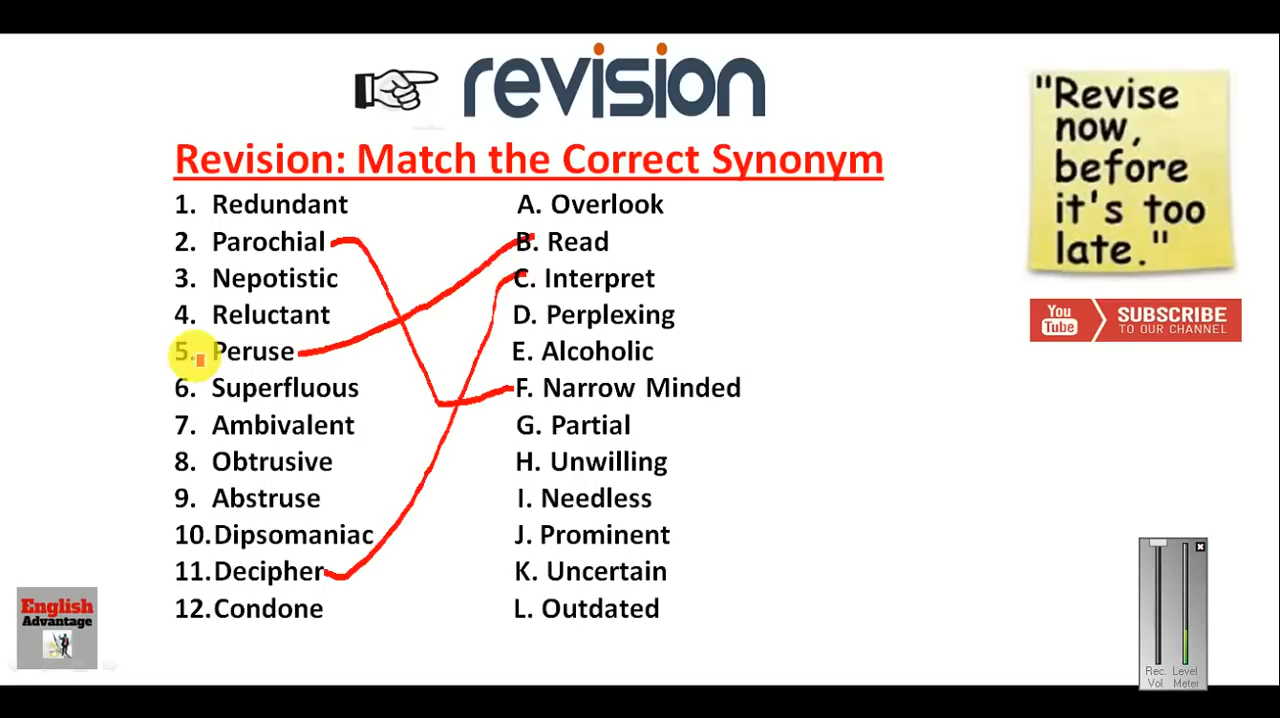 revision
Revision: Match the Correct Synonym
1. Redundant
2. Parochial
3. Nepotistic
4. Reluctant
5. Peruse
6. Superfluous
7. Ambivalent
8. Obtrusive
9. Abstruse
10. Dipsomaniac
11. Decipher
12. Condone
A. Overlook
B. Read
C. Interpret
D. Perplexing
E. Alcoholic
F. Narrow Minded
G. Partial
H. Unwilling
I. Needless
J. Prominent
K. Uncertain
L. Outdated
"Revise
now,
before
it's too
late."
You
Tube
SUBSCRIBE
TO OUR CHANNEL
English
Advantage
Rec. Level
Vol Meter